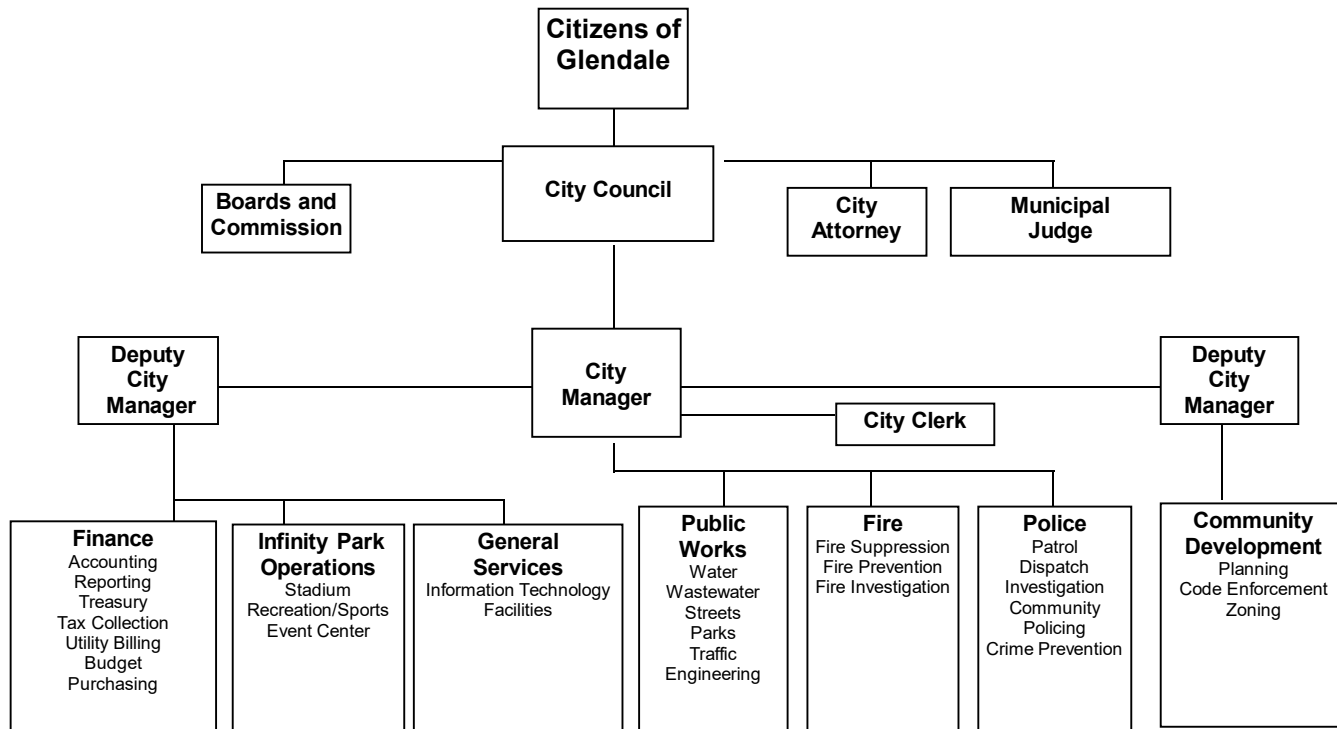 Citizens of
Glendale
City Council
Boards and
Commission
City
Attorney
Municipal
Judge
Deputy
City
Manager
City
Manager
Deputy
City
Manager
City Clerk
Finance
Accounting
Reporting
Treasury
Tax Collection
Utility Billing
Budget
Purchasing
Infinity Park
Operations
Stadium
Recreation/Sports
Event Center
General
Services
Information Technology
Facilities
Public
Works
Water
Wastewater
Streets
Parks
Traffic
Engineering
Fire
Fire Suppression
Fire Prevention
Fire Investigation
Police
Patrol
Dispatch
Investigation
Community
Policing
Crime Prevention
Community
Development
Planning
Code Enforcement
Zoning